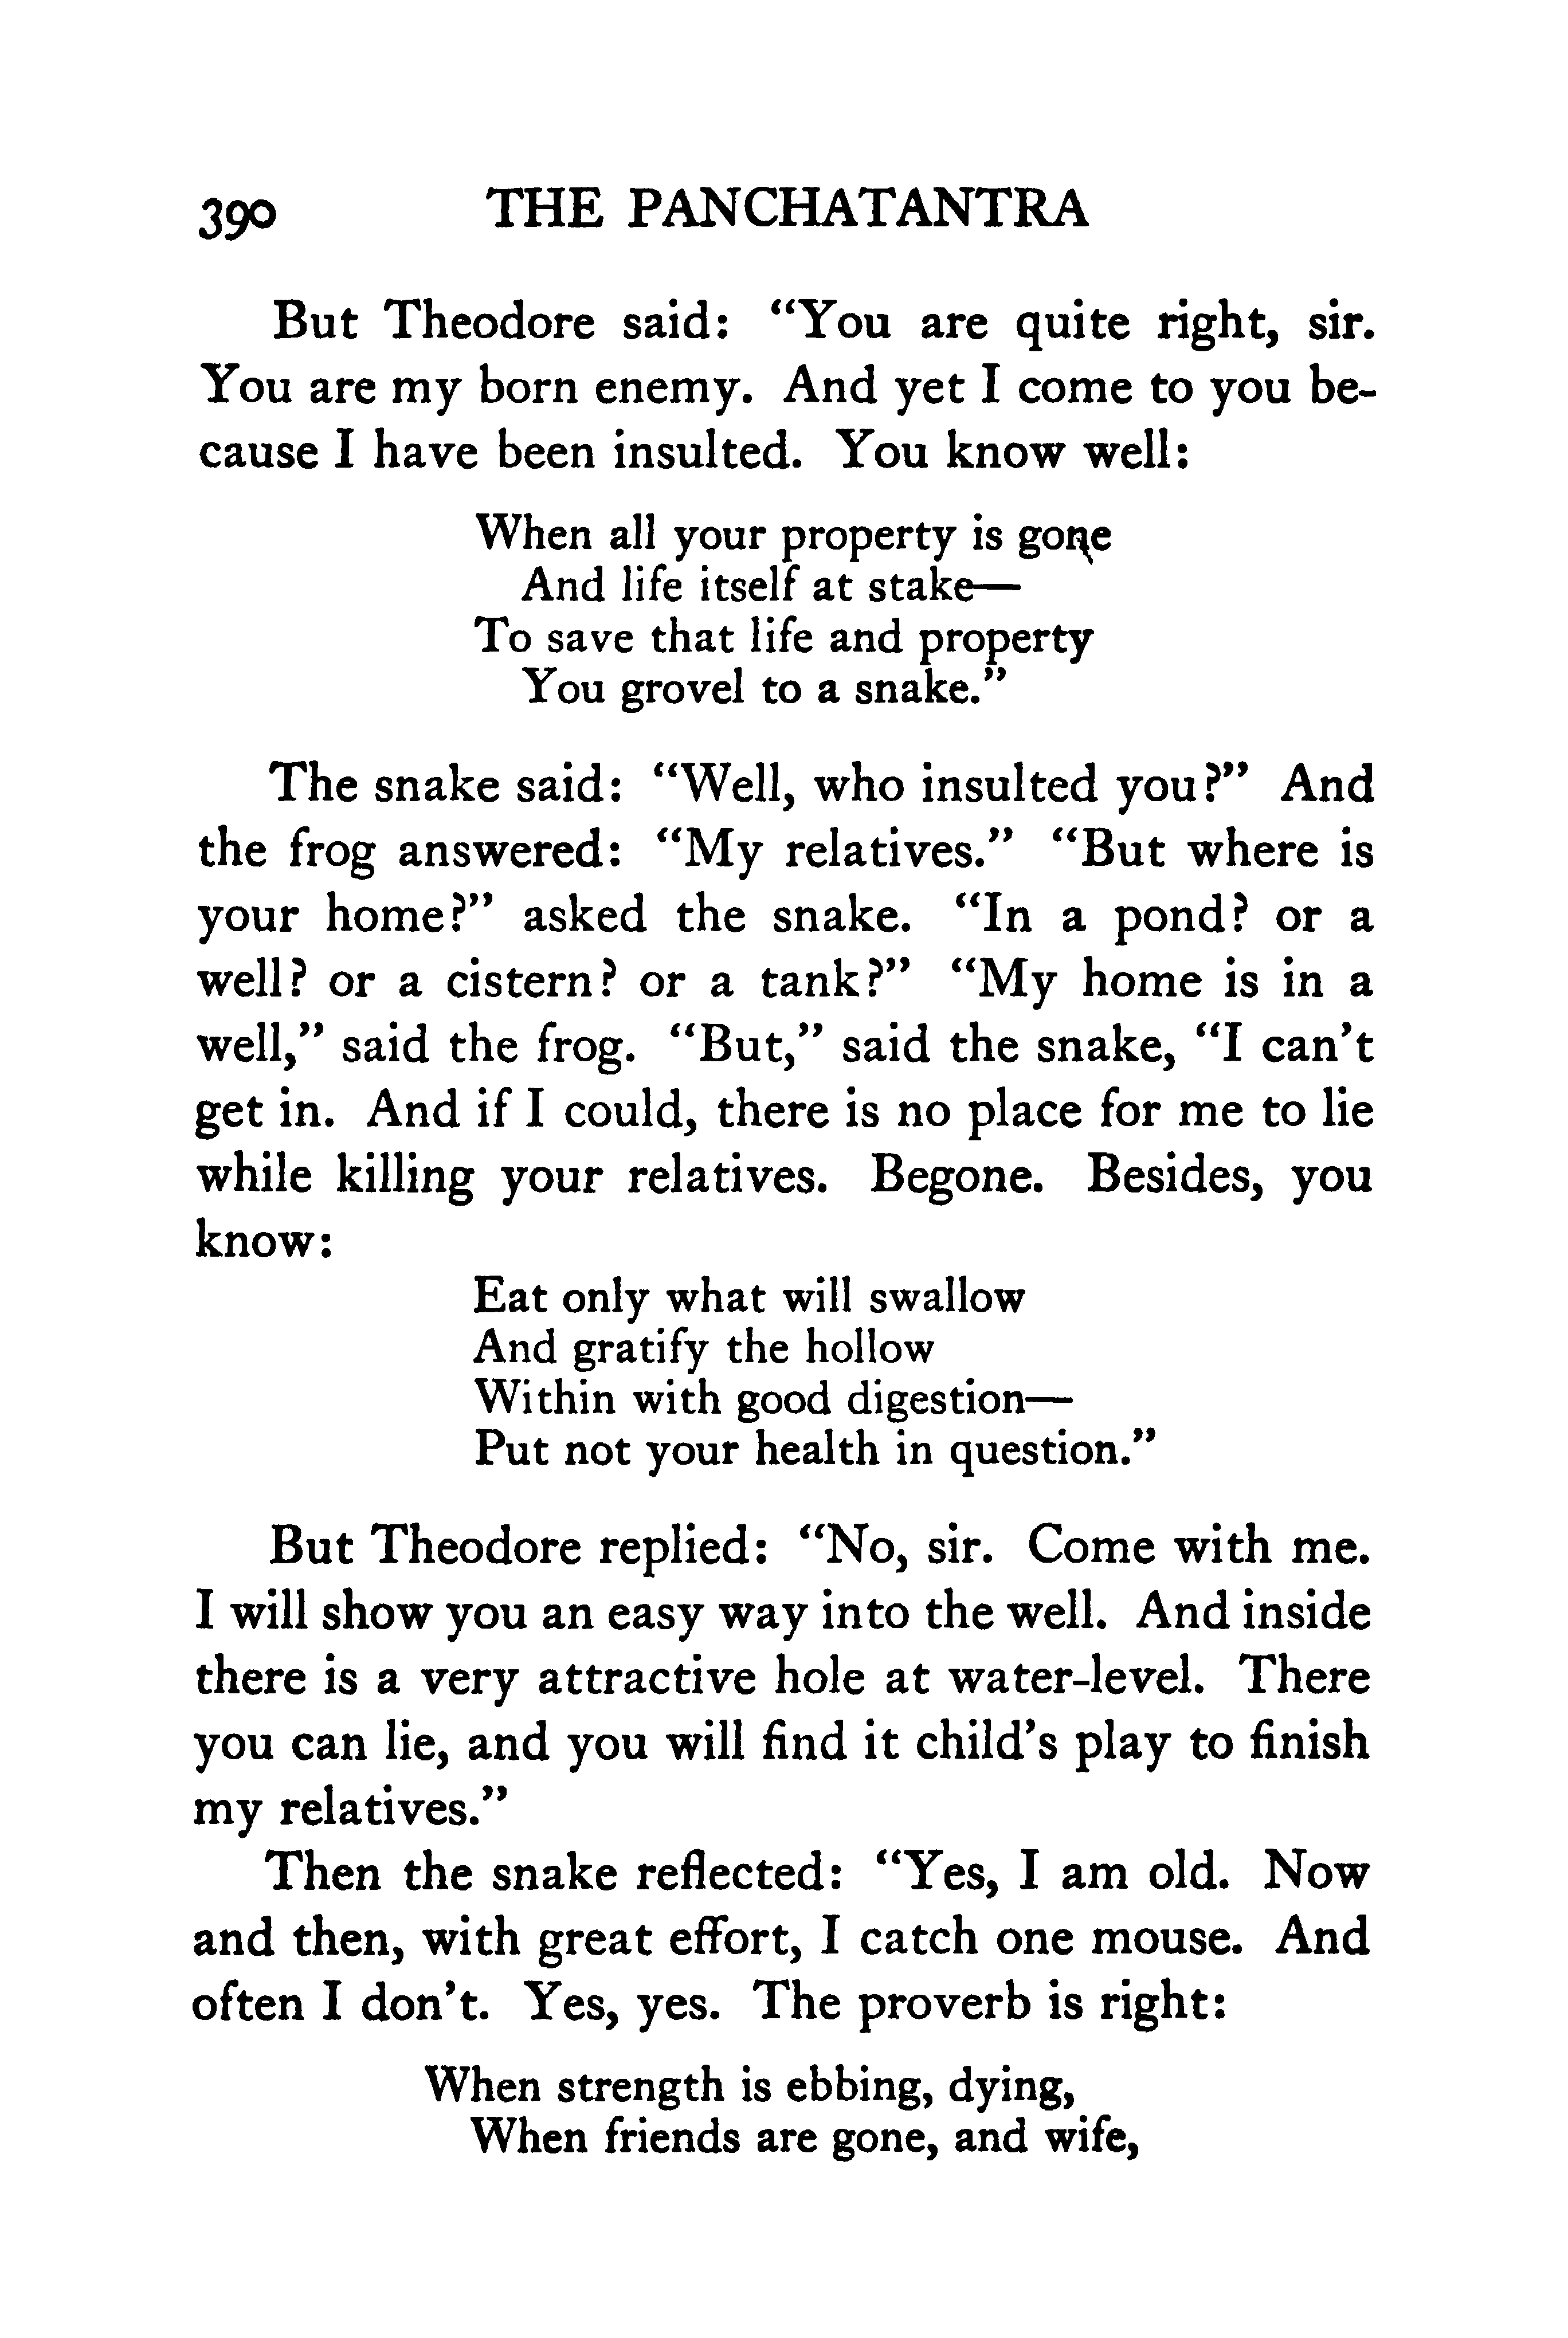 390 THE PANCHATANTRA
But Theodore said: “You are quite right, sir.
You are my born enemy. And yet I come to you be-
cause I have been insulted. You know well:
When all your property is gone
And life itself at stake—
To save that life and property
You grovel to a snake.”
The snake said: “Well, who insulted you?” And
the frog answered: “My relatives.” “But where is
your home?” asked the snake. “In a pond? or a
well? or a cistern? or a tank?” “My home is in a
well,” said the frog. “But,” said the snake, “I can’t
get in. And if I could, there is no place for me to lie
while killing your relatives. Begone. Besides, you
know:
Eat only what will swallow
And gratify the hollow
Within with good digestion—
Put not your health in question.”
But Theodore replied: “No, sir. Come with me.
I will show you an easy way into the well. And inside
there is a very attractive hole at water-level. There
you can lie, and you will find it child’s play to finish
my relatives.”
Then the snake reflected: “Yes, I am old. Now
and then, with great effort, I catch one mouse. And
often I don’t. Yes, yes. The proverb is right:
When strength is ebbing, dying,
When friends are gone, and wife,